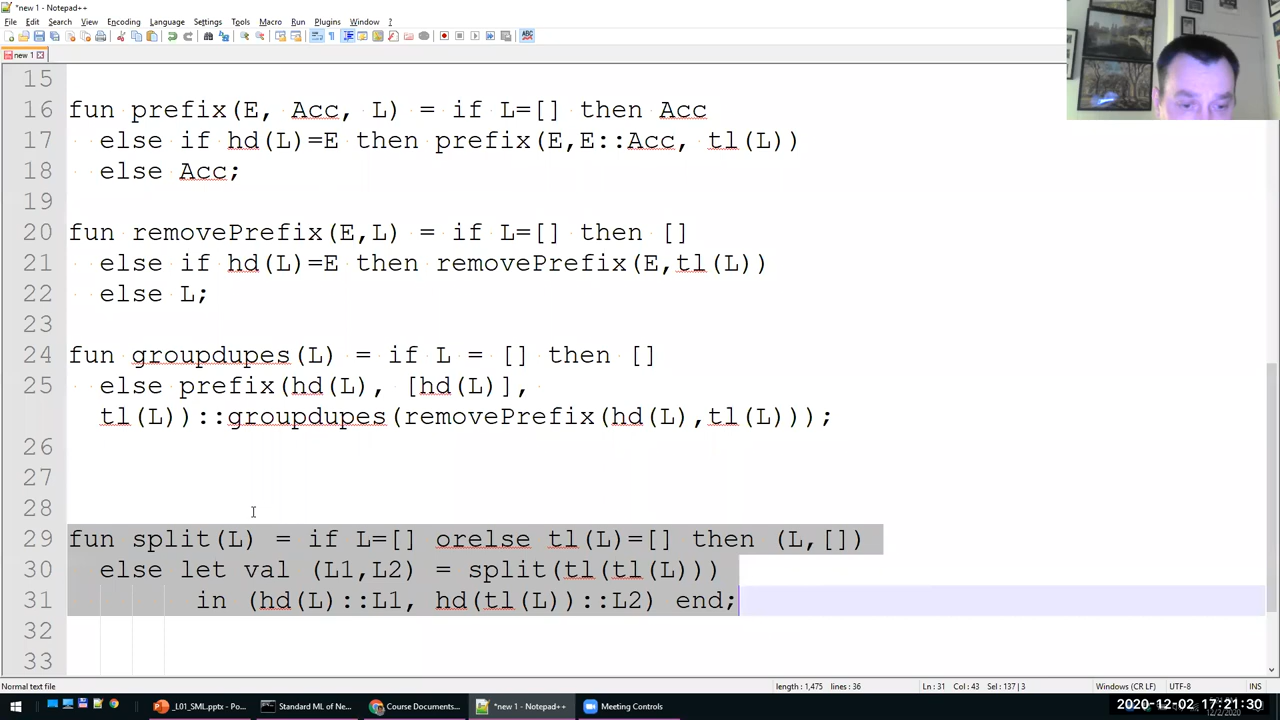 *new 1 - Notepad++
File Edit Search View Encoding Language Settings Tools Macro Run Plugins Window ?
new 1
15
16 fun prefix(E, Acc, L) = if L=[] then Acc
17 else if hd(L)=E then prefix(E,E::Acc, tl(L))
18 else Acc;
19
20 fun removePrefix(E,L) = if L=[] then []
21 else if hd(L)=E then removePrefix(E,tl(L))
22 else L;
23
24 fun groupdupes(L) = if L = [] then []
25 else prefix(hd(L), [hd(L)],
tl(L))::groupdupes(removePrefix(hd(L),tl(L)));
26
27
28
29 fun split(L) = if L=[] orelse tl(L)=[] then (L,[])
30 else let val (L1,L2) = split(tl(tl(L)))
31 in (hd(L)::L1, hd(tl(L))::L2) end;
32
33
Normal text file length : 1,475 lines : 36 Ln : 31 Col : 43 Sel : 137 | 3 Windows (CR LF) UTF-8 INS
_L01_SML.pptx - Po... Standard ML of Ne... Course Documents... *new 1 - Notepad++ Meeting Controls
2020-12-02 17:21:30